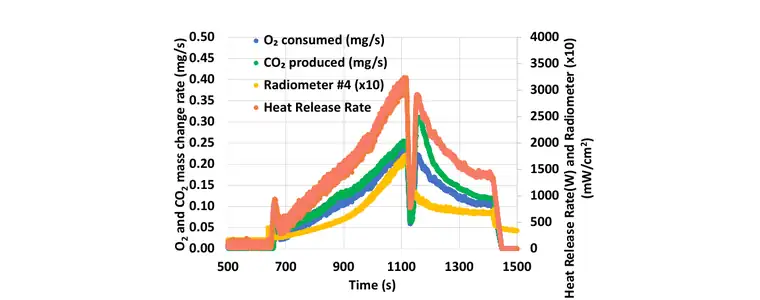 O₂ and CO₂ mass change rate (mg/s)
0.50
0.45
0.40
0.35
0.30
0.25
0.20
0.15
0.10
0.05
0.00
O₂ consumed (mg/s)
CO₂ produced (mg/s)
Radiometer #4 (x10)
Heat Release Rate
4000
3500
3000
2500
2000
1500
1000
500
0
Heat Release Rate(W) and Radiometer (x10)
(mW/cm²)
500 700 900 1100 1300 1500
Time (s)